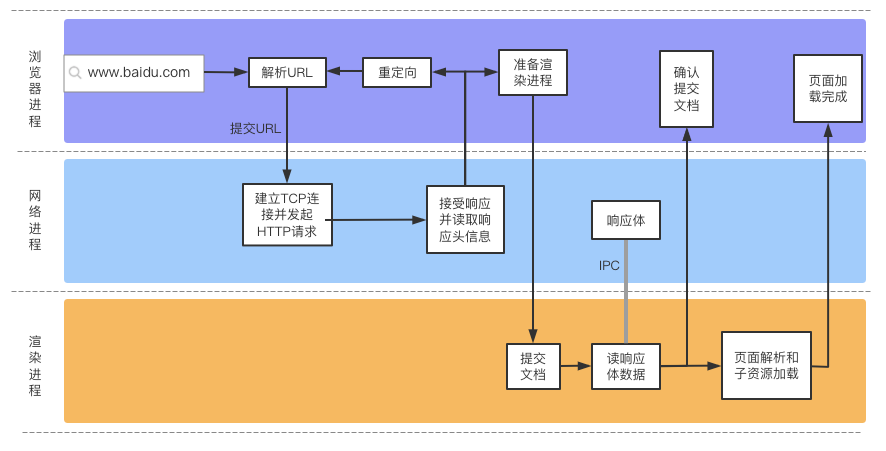 浏
览
器
进
程
www.baidu.com
解析URL
重定向
准备渲
染进程
确认
提交
文档
页面加
载完成
提交URL
网
络
进
程
建立TCP连
接并发起
HTTP请求
接受响应
并读取响
应头信息
响应体
IPC
渲
染
进
程
提交
文档
读响应
体数据
页面解析和
子资源加载